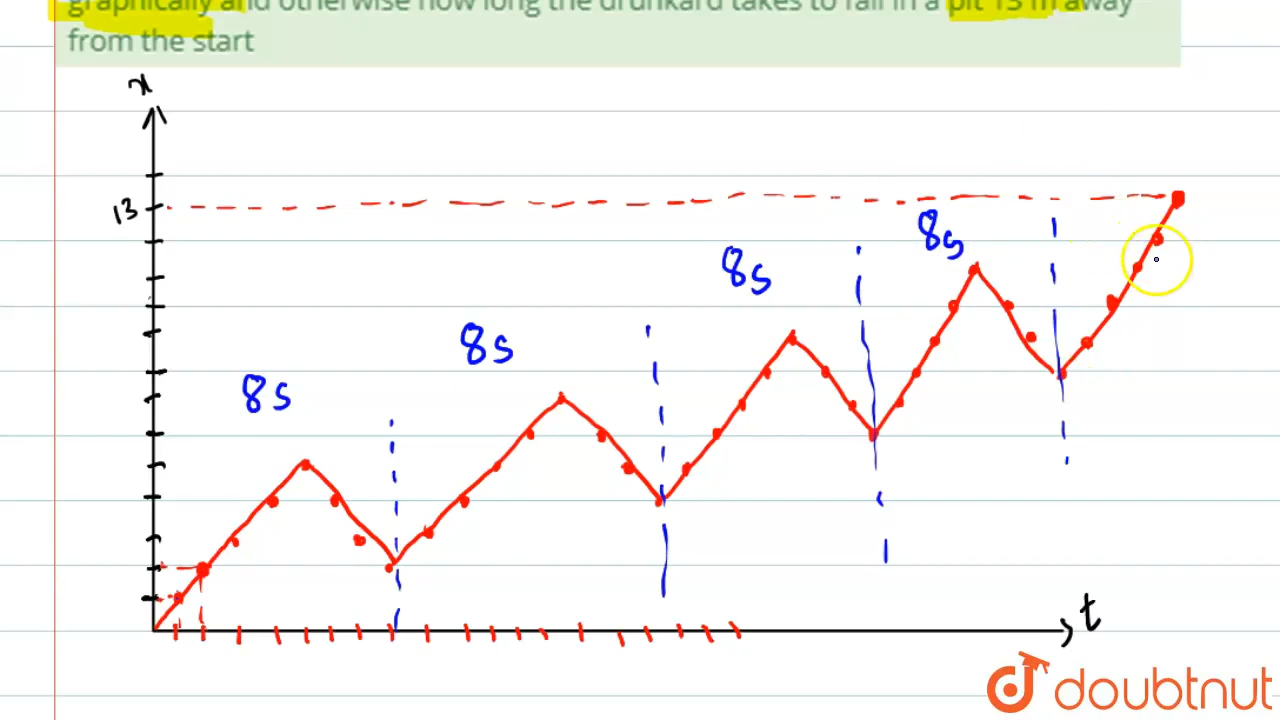 graphically and otherwise how long the drunkard takes to fall in a pit 13 m away
from the start
x
13
8s
8s
8s
8s
t
doubtnut